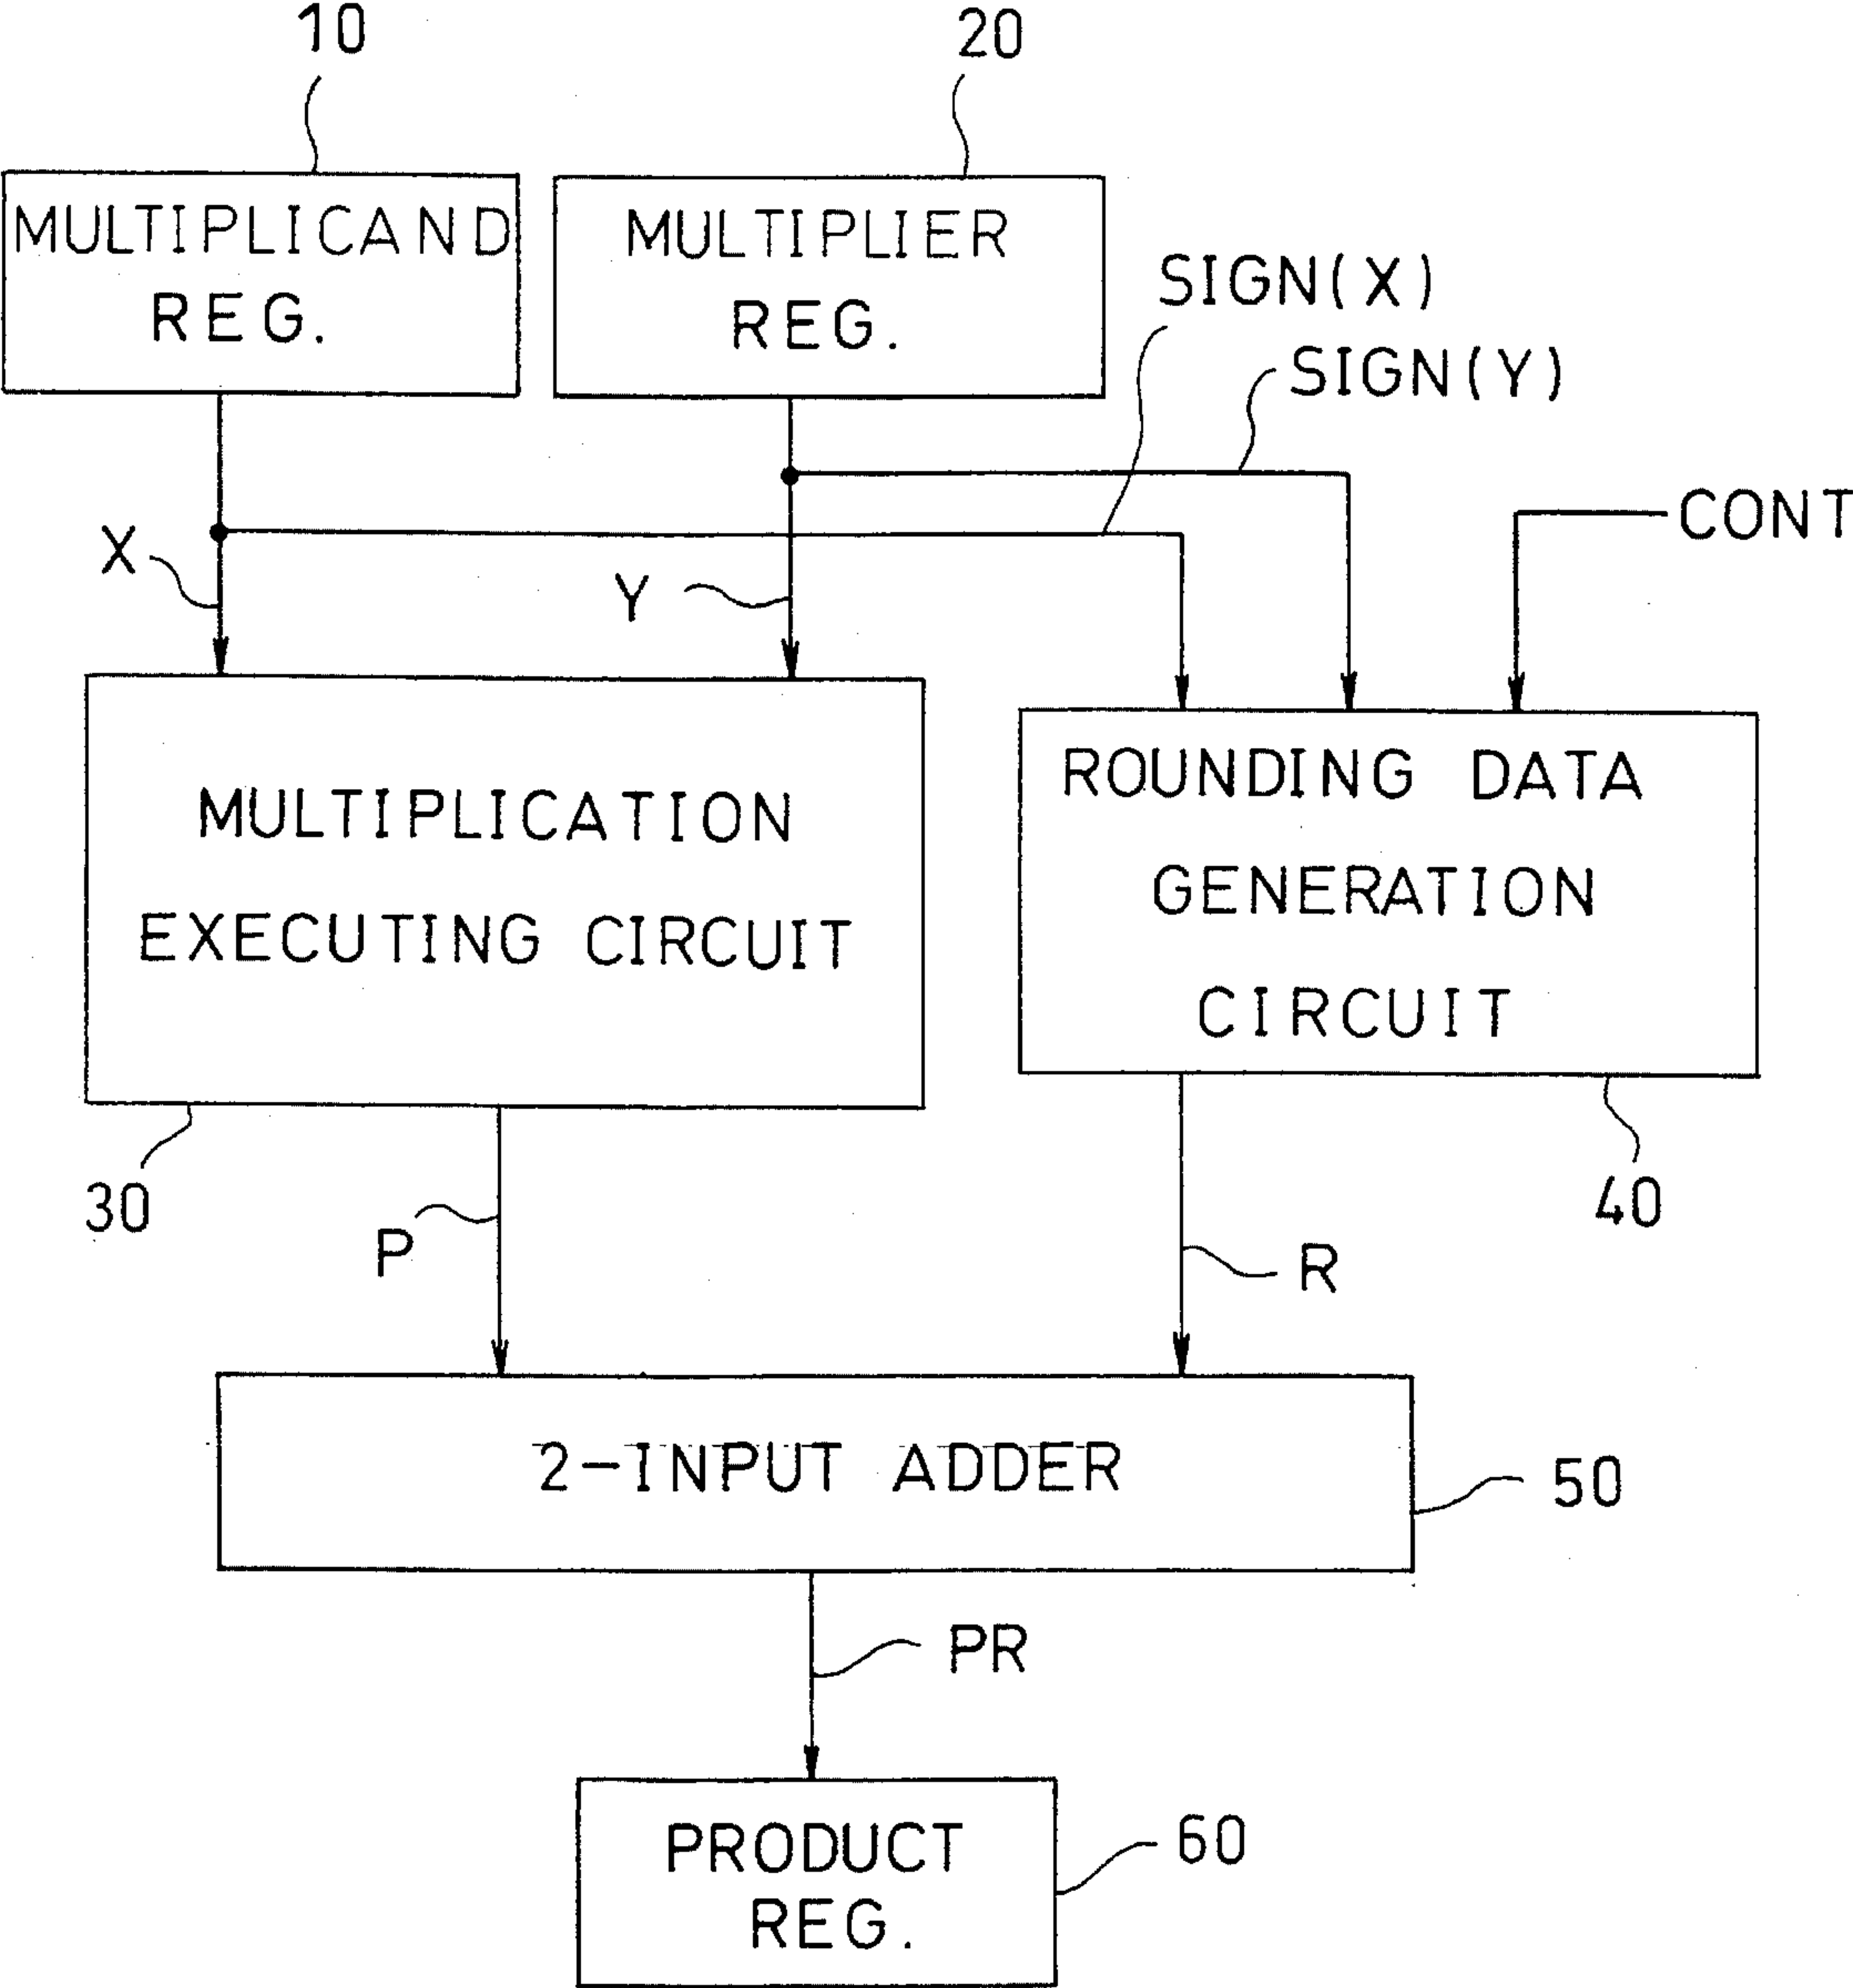 10
20
MULTIPLICAND
REG.
MULTIPLIER
REG.
SIGN(X)
SIGN(Y)
CONT
X
Y
MULTIPLICATION
EXECUTING CIRCUIT
ROUNDING DATA
GENERATION
CIRCUIT
30
40
P
R
2-INPUT ADDER
50
PR
PRODUCT
REG.
60